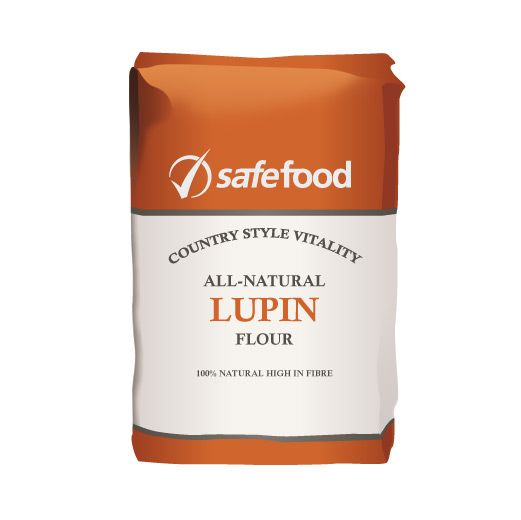 safefood
COUNTRY STYLE VITALITY
ALL-NATURAL
LUPIN
FLOUR
100% NATURAL HIGH IN FIBRE